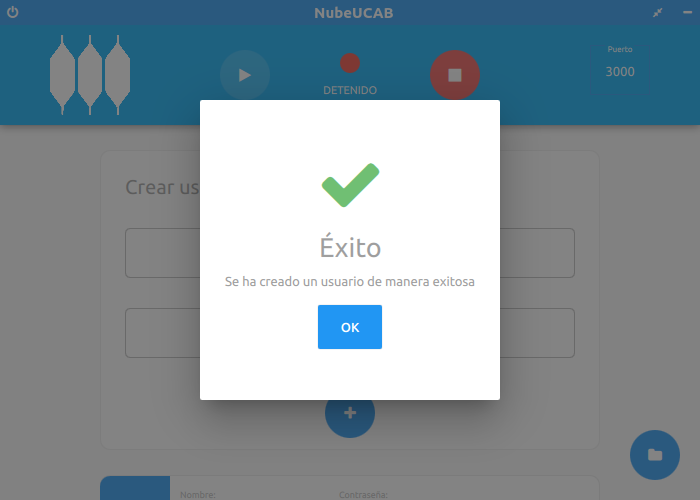 NubeUCAB
Puerto
3000
DETENIDO
Crear us
Éxito
Se ha creado un usuario de manera exitosa
OK
Nombre:
Contraseña: